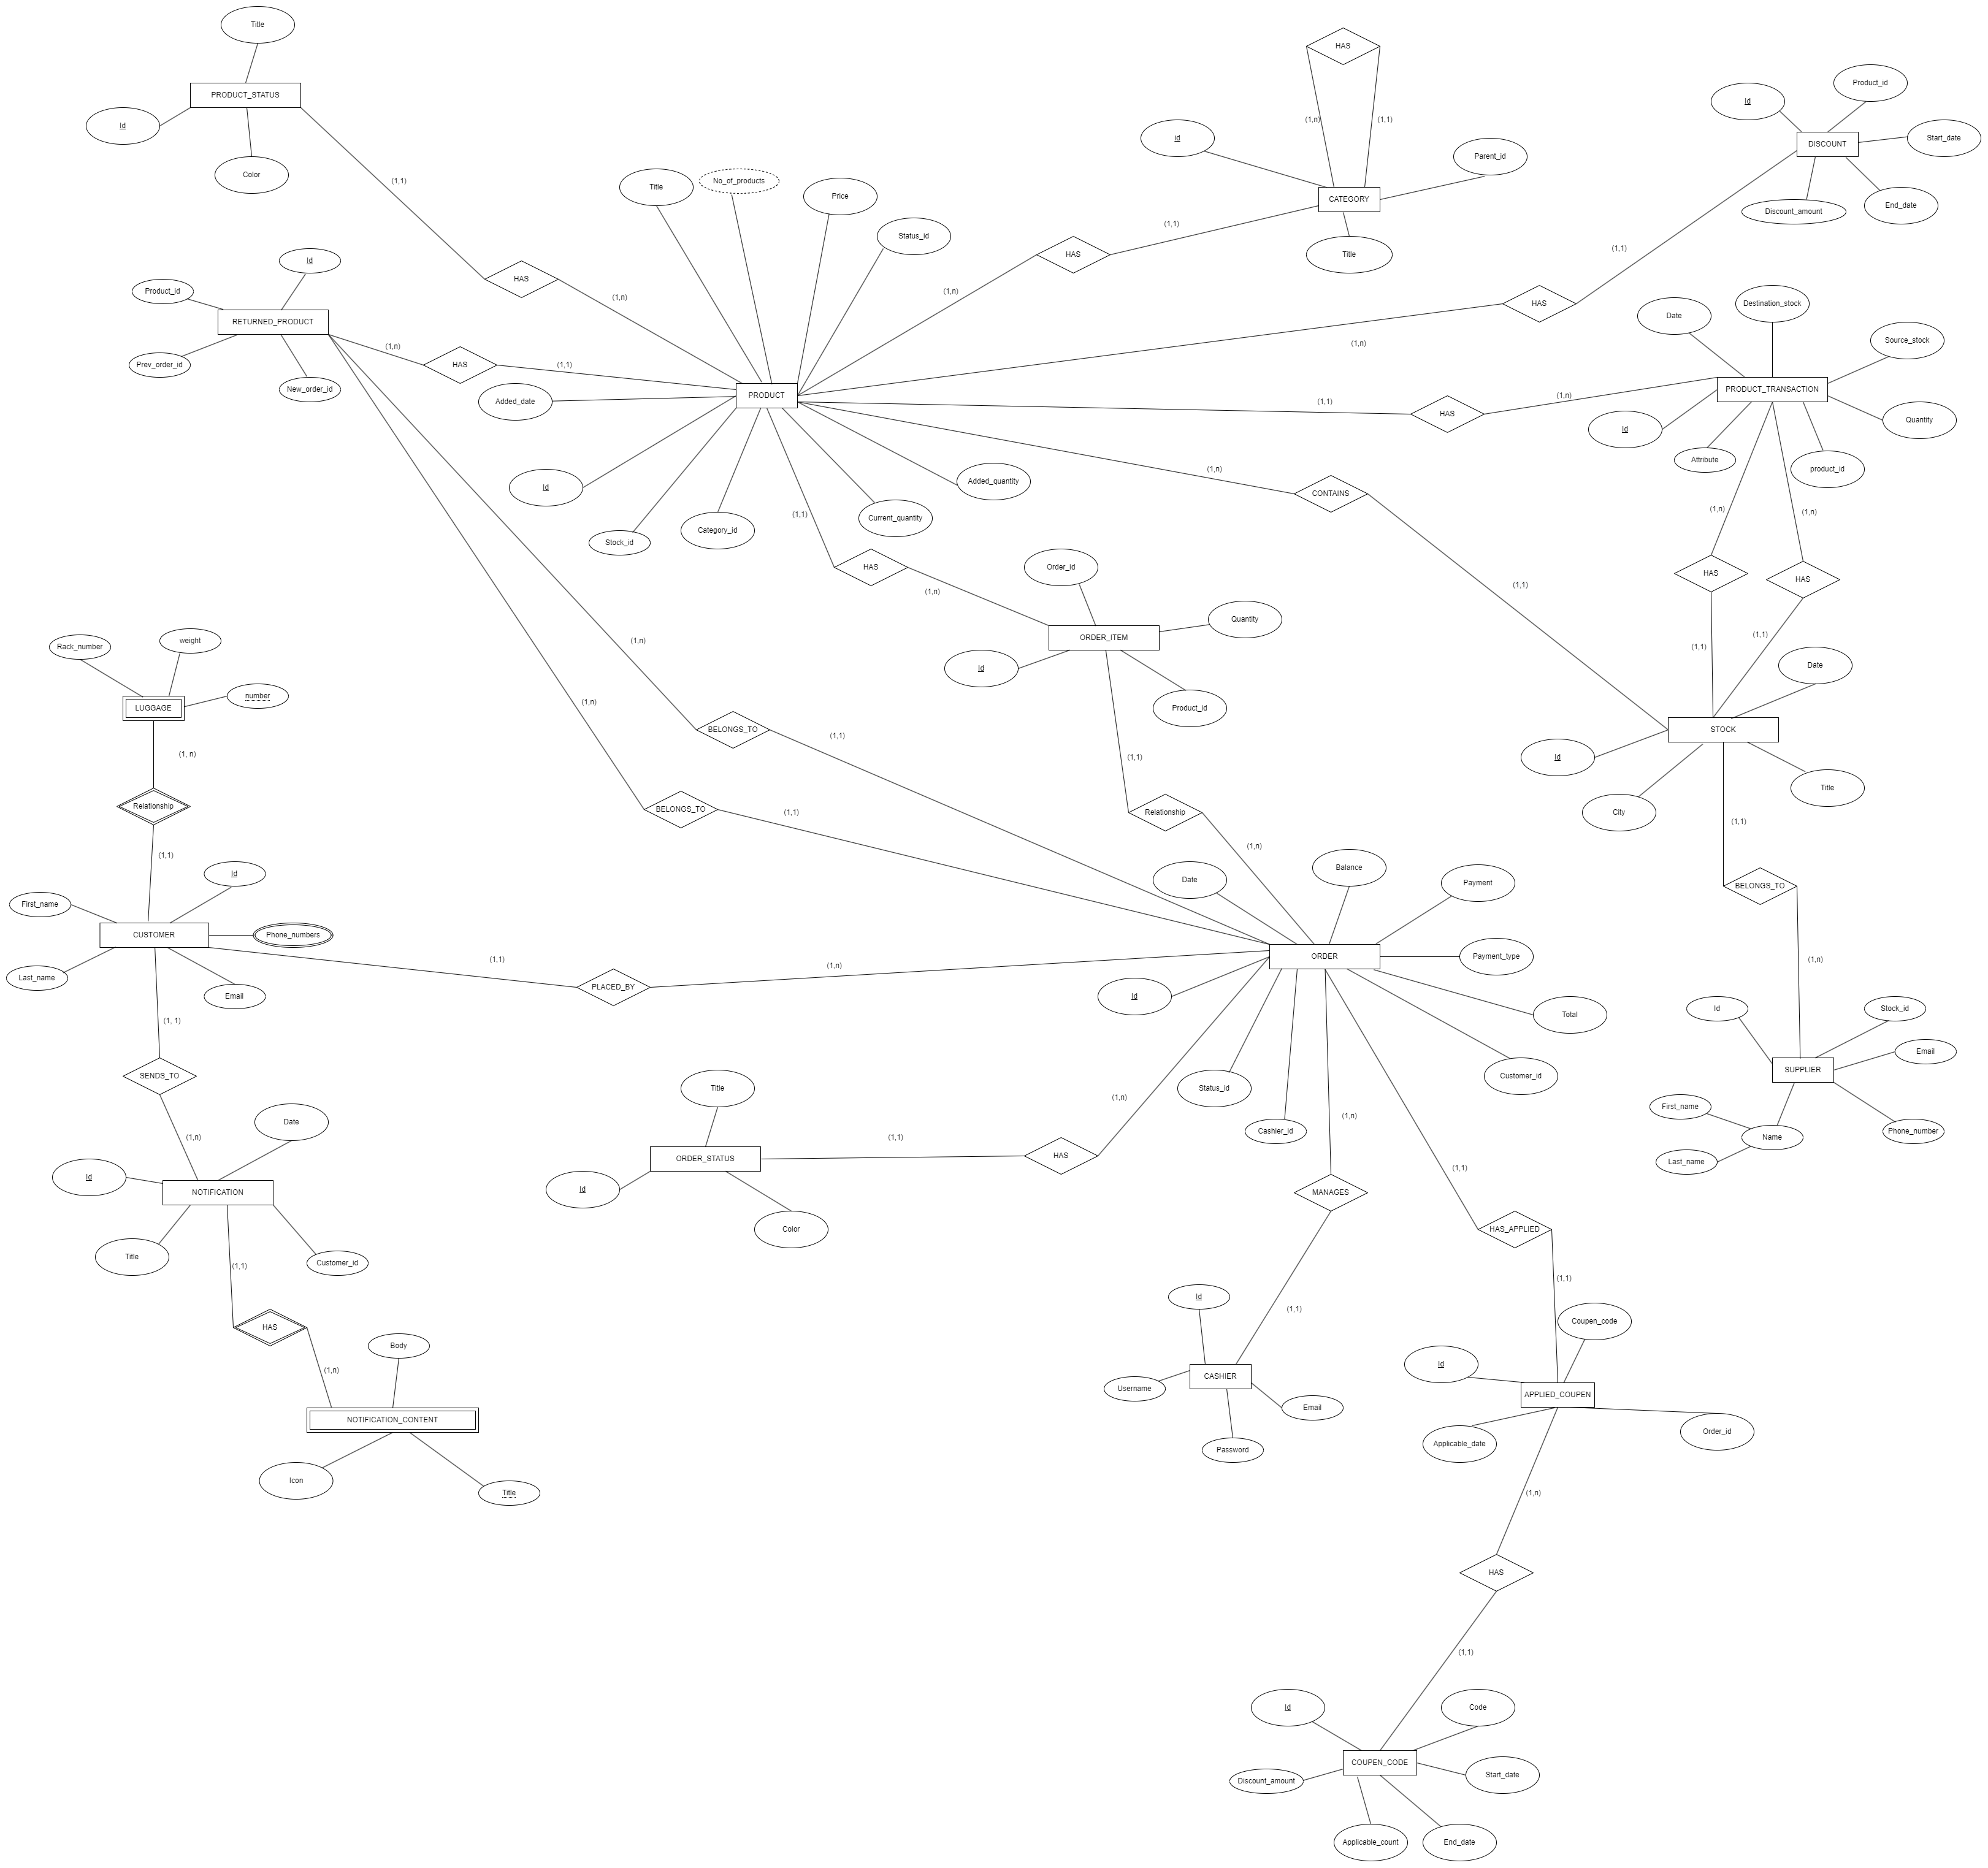 Title
PRODUCT_STATUS
Id
Color
(1,1)
HAS
(1,n)
Id
Product_id
RETURNED_PRODUCT
Prev_order_id
New_order_id
(1,n)
HAS
(1,1)
Title
No_of_products
Price
Status_id
PRODUCT
Added_date
Id
Stock_id
Category_id
Current_quantity
Added_quantity
HAS
(1,n)
(1,1)
id
Parent_id
CATEGORY
Title
(1,n)
HAS
(1,1)
Id
Product_id
Start_date
DISCOUNT
Discount_amount
End_date
(1,1)
HAS
(1,n)
Date
Destination_stock
Source_stock
PRODUCT_TRANSACTION
Id
Attribute
product_id
Quantity
(1,1)
HAS
(1,n)
(1,n)
CONTAINS
(1,1)
(1,n)
(1,n)
HAS
HAS
(1,1)
(1,1)
(1,1)
HAS
(1,n)
Order_id
Quantity
ORDER_ITEM
Id
Product_id
(1,1)
Relationship
(1,n)
Date
STOCK
Id
City
Title
(1,1)
BELONGS_TO
(1,n)
Id
Stock_id
Email
SUPPLIER
First_name
Name
Last_name
Phone_number
(1,n)
BELONGS_TO
(1,1)
(1,n)
BELONGS_TO
(1,1)
Rack_number
weight
number
LUGGAGE
(1, n)
Relationship
(1,1)
First_name
Id
CUSTOMER
Phone_numbers
Last_name
Email
(1,1)
PLACED_BY
(1,n)
(1, 1)
SENDS_TO
(1,n)
Date
Id
NOTIFICATION
Title
Customer_id
(1,1)
HAS
(1,n)
Body
NOTIFICATION_CONTENT
Icon
Title
Date
Balance
Payment
ORDER
Payment_type
Id
Total
Status_id
Cashier_id
Customer_id
Title
ORDER_STATUS
Id
Color
(1,1)
HAS
(1,n)
(1,n)
MANAGES
(1,1)
Id
Username
CASHIER
Email
Password
(1,1)
HAS_APPLIED
(1,1)
Coupen_code
Id
APPLIED_COUPEN
Applicable_date
Order_id
(1,n)
HAS
(1,1)
Id
Code
COUPEN_CODE
Discount_amount
Start_date
Applicable_count
End_date